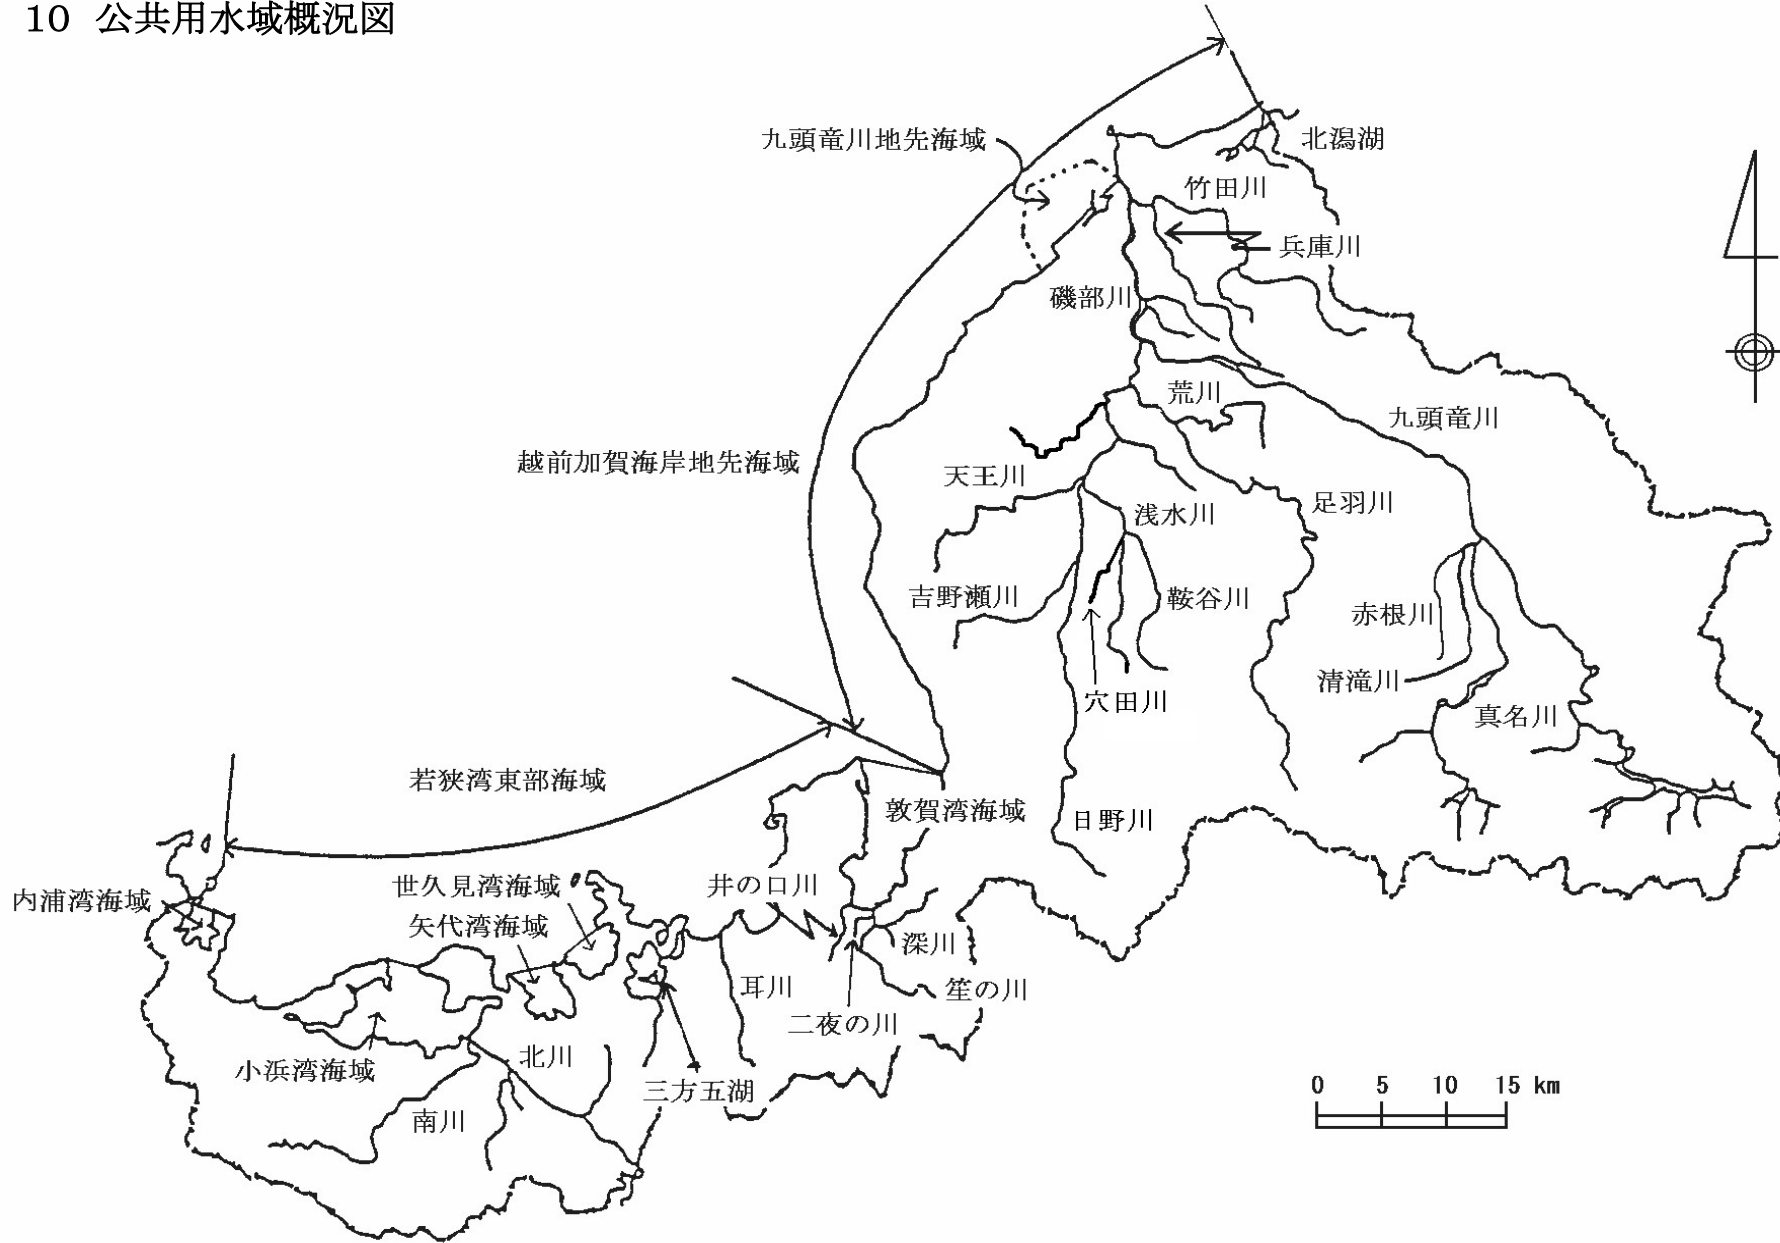 10 公共用水域概況図
九頭竜川地先海域
北潟湖
竹田川
兵庫川
磯部川
荒川
九頭竜川
越前加賀海岸地先海域
天王川
足羽川
浅水川
吉野瀬川
鞍谷川
赤根川
清滝川
穴田川
真名川
若狭湾東部海域
敦賀湾海域
日野川
世久見湾海域
井の口川
内浦湾海域
矢代湾海域
深川
耳川
笙の川
二夜の川
北川
小浜湾海域
三方五湖
南川
0 5 10 15 km